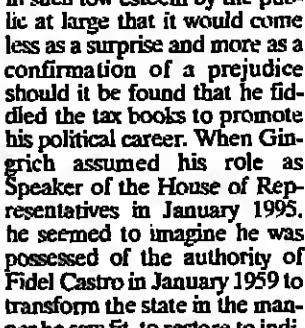 in such low esteem by the pub-
lic at large that it would come
less as a surprise and more as a
confirmation of a prejudice
should it be found that he fid-
dled the tax books to promote
his political career. When Gin-
grich assumed his role as
Speaker of the House of Rep-
resentatives in January 1995,
he seemed to imagine he was
possessed of the authority of
Fidel Castro in January 1959 to
transform the state in the man-
ner he saw fit, to restore to indi-